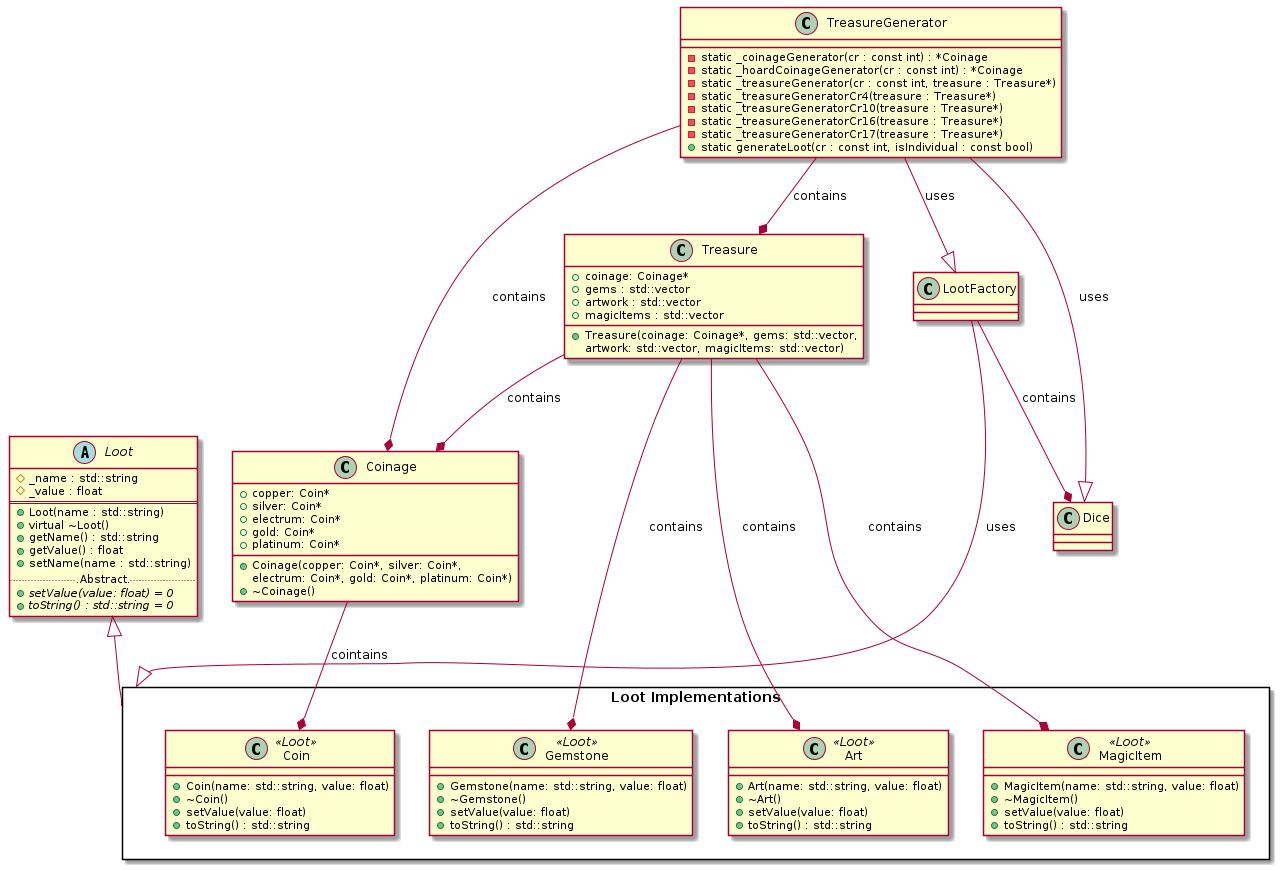 C TreasureGenerator
static _coinageGenerator(cr : const int) : *Coinage
static _hoardCoinageGenerator(cr : const int) : *Coinage
static _treasureGenerator(cr : const int, treasure : Treasure*)
static _treasureGeneratorCr4(treasure : Treasure*)
static _treasureGeneratorCr10(treasure : Treasure*)
static _treasureGeneratorCr16(treasure : Treasure*)
static _treasureGeneratorCr17(treasure : Treasure*)
static generateLoot(cr : const int, isIndividual : const bool)
contains
uses
C Treasure
coinage: Coinage*
gems : std::vector
artwork : std::vector
magicItems : std::vector
Treasure(coinage: Coinage*, gems: std::vector,
artwork: std::vector, magicItems: std::vector)
C LootFactory
contains
uses
contains
contains
A Loot
_name : std::string
_value : float
Loot(name : std::string)
virtual ~Loot()
getName() : std::string
getValue() : float
setName(name : std::string)
Abstract
setValue(value: float) = 0
toString() : std::string = 0
C Coinage
copper: Coin*
silver: Coin*
electrum: Coin*
gold: Coin*
platinum: Coin*
Coinage(copper: Coin*, silver: Coin*,
electrum: Coin*, gold: Coin*, platinum: Coin*)
~Coinage()
contains
contains
contains
uses
C Dice
cointains
Loot Implementations
C «Loot»
Coin
Coin(name: std::string, value: float)
~Coin()
setValue(value: float)
toString() : std::string
C «Loot»
Gemstone
Gemstone(name: std::string, value: float)
~Gemstone()
setValue(value: float)
toString() : std::string
C «Loot»
Art
Art(name: std::string, value: float)
~Art()
setValue(value: float)
toString() : std::string
C «Loot»
MagicItem
MagicItem(name: std::string, value: float)
~MagicItem()
setValue(value: float)
toString() : std::string